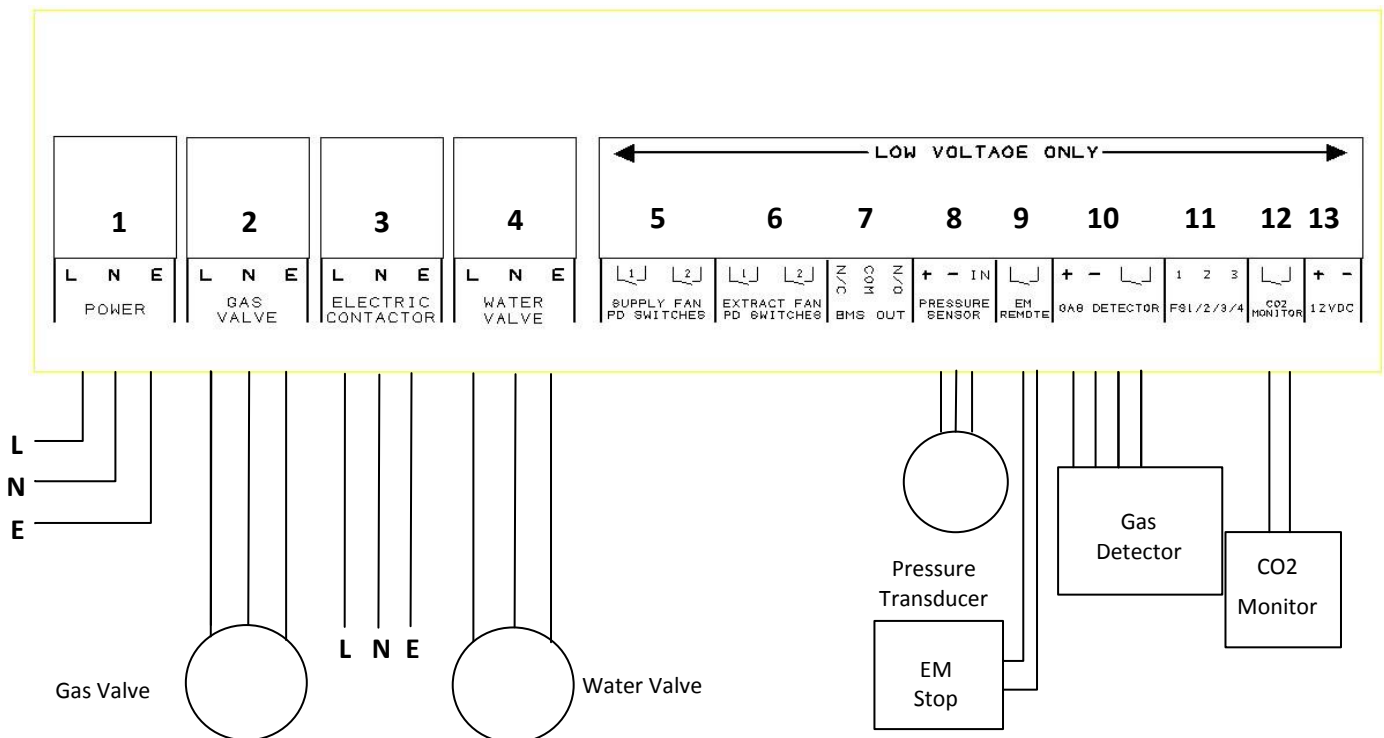 LOW VOLTAGE ONLY
1 2 3 4 5 6 7 8 9 10 11 12 13
L N E
POWER
L N E
GAS
VALVE
L N E
ELECTRIC
CONTACTOR
L N E
WATER
VALVE
1 2
SUPPLY FAN
PD SWITCHES
1 2
EXTRACT FAN
PD SWITCHES
N/C
COM
N/O
BMS OUT
+ - IN
PRESSURE
SENSOR
EM
REMOTE
+ -
GAS DETECTOR
1 2 3
FS1/2/3/4
CO2
MONITOR
+ -
12VDC
L
N
E
L N E
Gas Valve
Water Valve
Pressure
Transducer
EM
Stop
Gas
Detector
CO2
Monitor